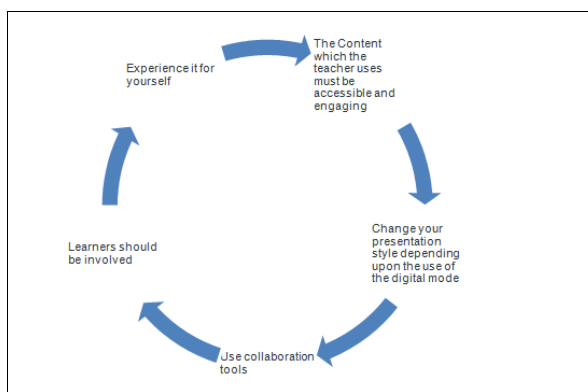 The Content
which the
teacher uses
must be
accessible and
engaging
Change your
presentation
style depending
upon the use of
the digital mode
Use collaboration
tools
Learners should
be involved
Experience it for
yourself